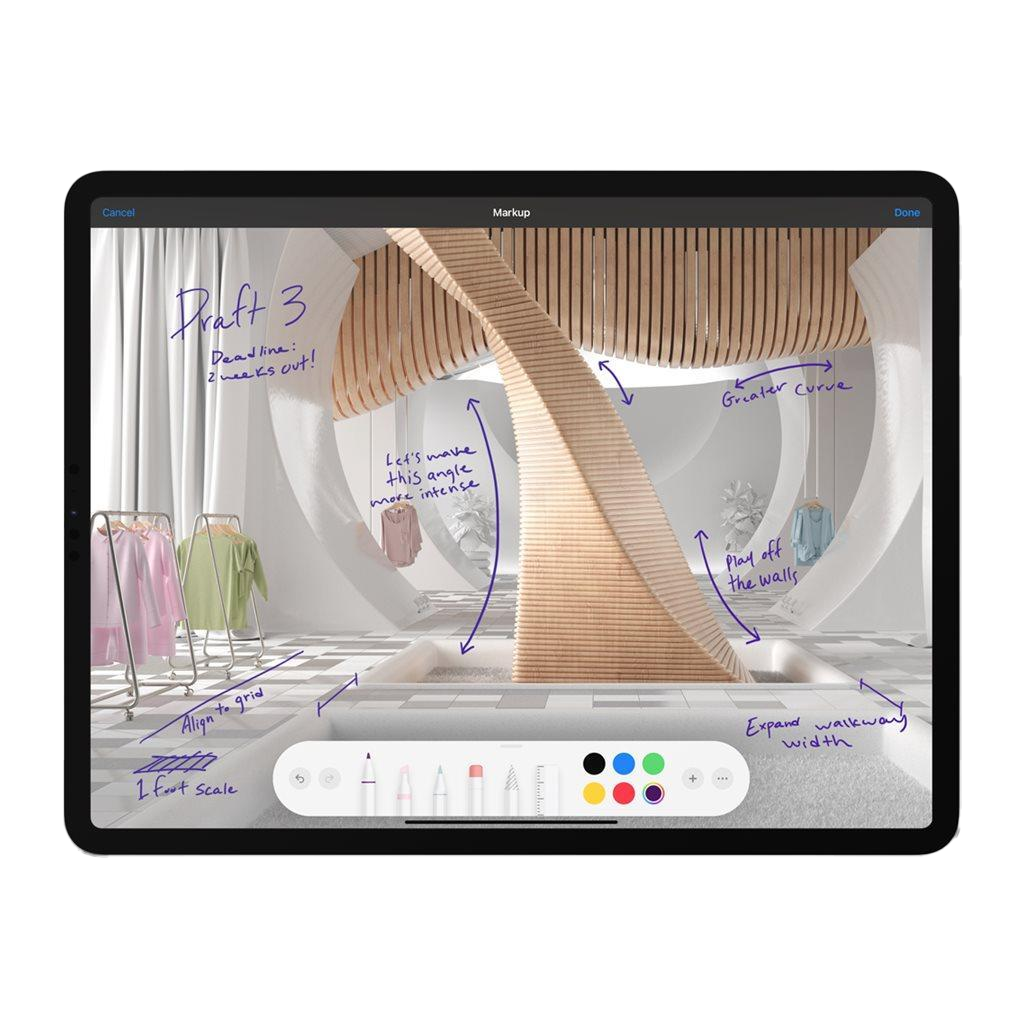 Cancel
Markup
Done
Draft 3
Deadline:
2 weeks out!
Greater curve
Let's make
this angle
more intense
Play off
the walls
Align to grid
Expand walkway
width
1 foot scale